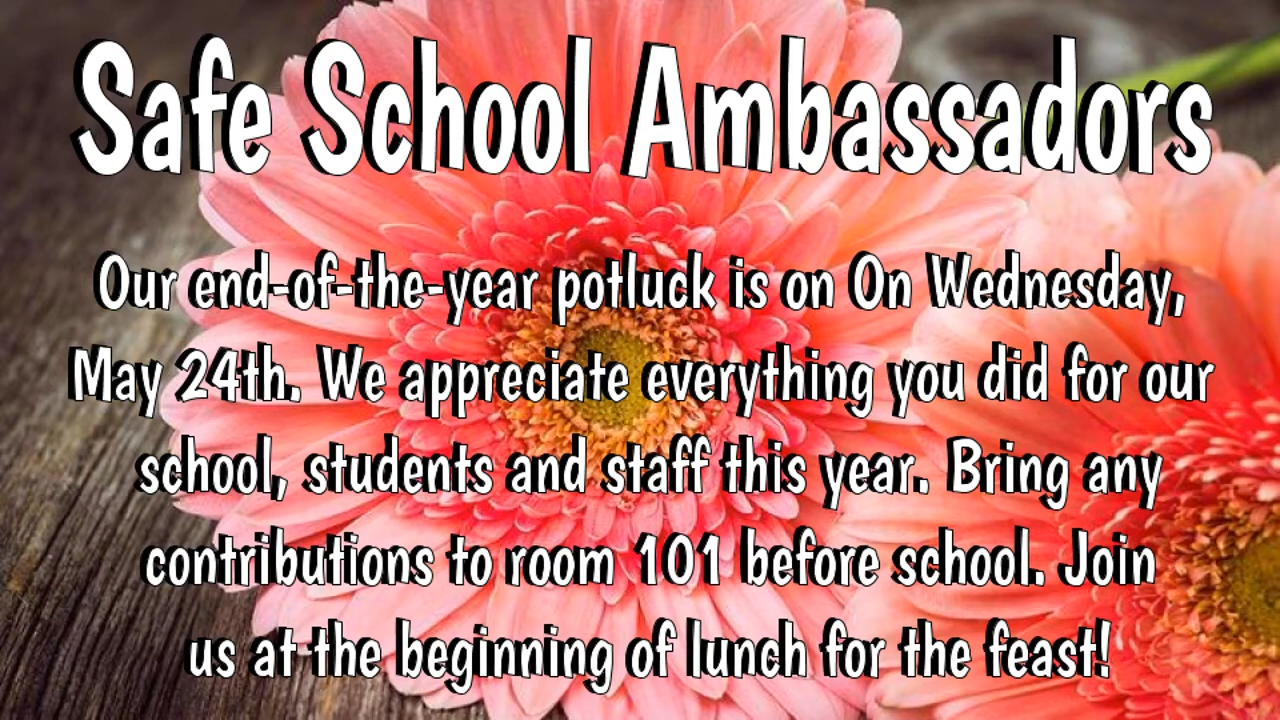 Safe School Ambassadors
Our end-of-the-year potluck is on On Wednesday,
May 24th. We appreciate everything you did for our
school, students and staff this year. Bring any
contributions to room 101 before school. Join
us at the beginning of lunch for the feast!